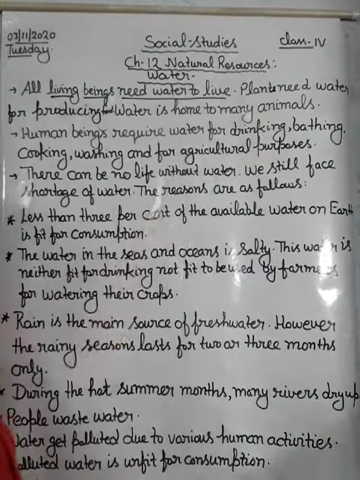 03/11/2020 Social-Studies Class-IV
Tuesday
Ch-12 Natural Resources:
Water
→ All living beings need water to live. Plants need water
for producing Water is home to many animals.
→ Human beings require water for drinking, bathing,
Cooking, washing and for agricultural purposes.
→ There can be no life without water. We still face
shortage of water. The reasons are as follows:
* Less than three per cent of the available water on Earth
is fit for Consumption.
* The water in the seas and oceans is Salty. This water is
neither fit for drinking not fit to be used by farmers
for watering their Crops.
* Rain is the main source of freshwater. However
the rainy seasons lasts for two or three months
only.
* During the hot summer months, many rivers dry up
People waste water.
Water get polluted due to various human activities.
Polluted water is unfit for consumption.